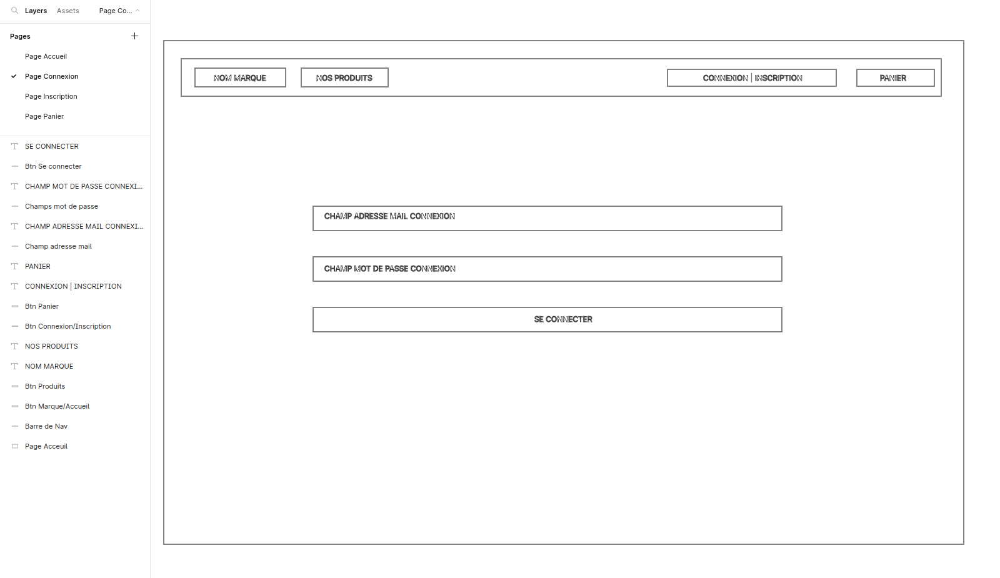 Layers Assets Page Co...
Pages
Page Accueil
Page Connexion
Page Inscription
Page Panier
SE CONNECTER
Btn Se connecter
CHAMP MOT DE PASSE CONNEXI...
Champs mot de passe
CHAMP ADRESSE MAIL CONNEXI...
Champ adresse mail
PANIER
CONNEXION | INSCRIPTION
Btn Panier
Btn Connexion/Inscription
NOS PRODUITS
NOM MARQUE
Btn Produits
Btn Marque/Accueil
Barre de Nav
Page Acceuil
NOM MARQUE NOS PRODUITS CONNEXION | INSCRIPTION PANIER
CHAMP ADRESSE MAIL CONNEXION
CHAMP MOT DE PASSE CONNEXION
SE CONNECTER